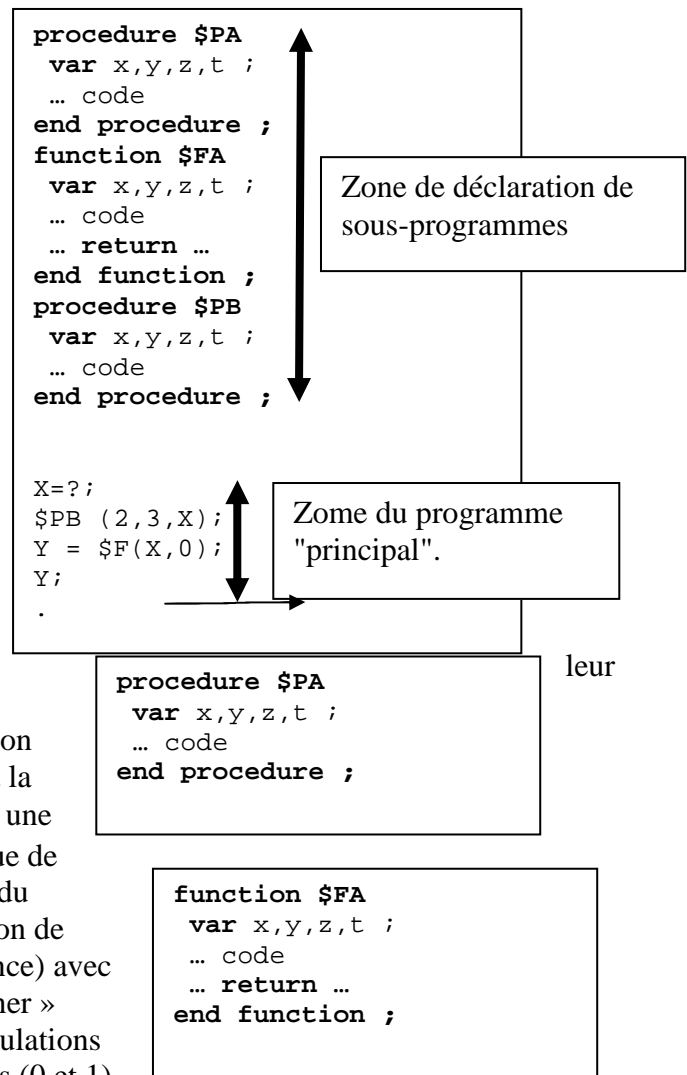 procedure $PA
var x,y,z,t ;
… code
end procedure ;
function $FA
var x,y,z,t ;
… code
… return …
end function ;
procedure $PB
var x,y,z,t ;
… code
end procedure ;
Zone de déclaration de
sous-programmes
X=?;
$PB (2,3,X);
Y = $F(X,0);
Y;
.
Zome du programme
"principal".
leur
procedure $PA
var x,y,z,t ;
… code
end procedure ;
on
la
une
ue de
du
on de
nce) avec
ner »
ulations
s (0 et 1)
function $FA
var x,y,z,t ;
… code
… return …
end function ;